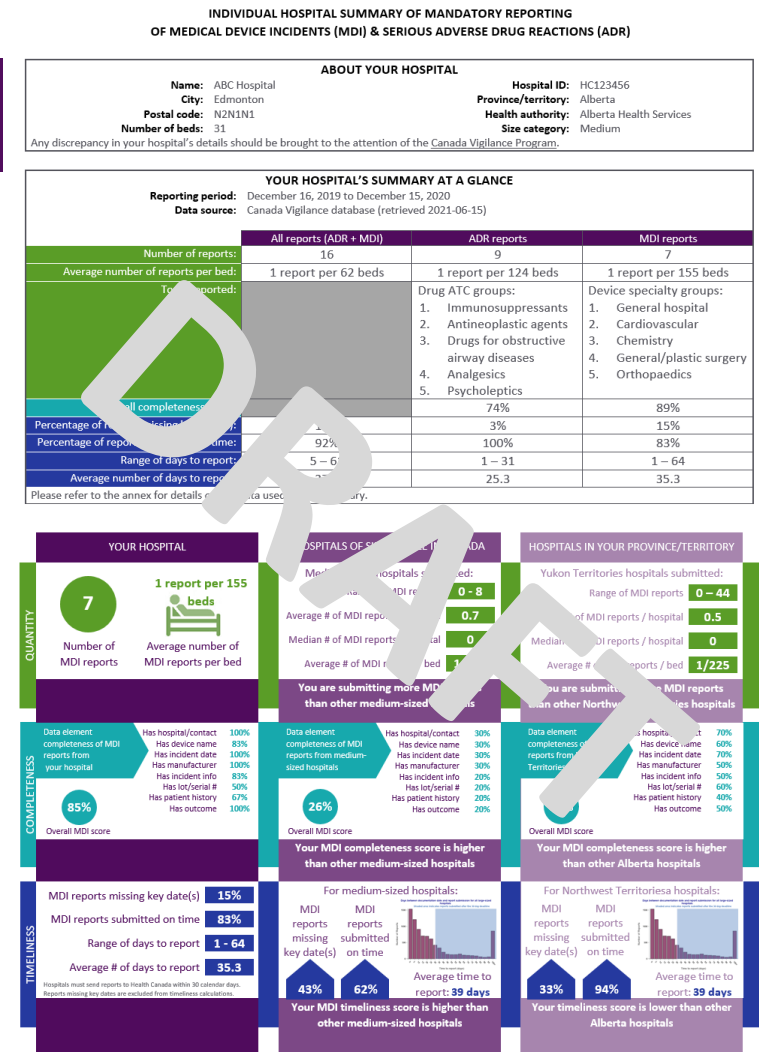 INDIVIDUAL HOSPITAL SUMMARY OF MANDATORY REPORTING
OF MEDICAL DEVICE INCIDENTS (MDI) & SERIOUS ADVERSE DRUG REACTIONS (ADR)
ABOUT YOUR HOSPITAL
Name: ABC Hospital Hospital ID: HC123456
City: Edmonton Province/territory: Alberta
Postal code: N2N1N1 Health authority: Alberta Health Services
Number of beds: 31 Size category: Medium
Any discrepancy in your hospital's details should be brought to the attention of the Canada Vigilance Program.
YOUR HOSPITAL'S SUMMARY AT A GLANCE
Reporting period: December 16, 2019 to December 15, 2020
Data source: Canada Vigilance database (retrieved 2021-06-15)
All reports (ADR + MDI) ADR reports MDI reports
Number of reports: 16 9 7
Average number of reports per bed: 1 report per 62 beds 1 report per 124 beds 1 report per 155 beds
Drug ATC groups: Device specialty groups:
1. Immunosuppressants 1. General hospital
2. Antineoplastic agents 2. Cardiovascular
3. Drugs for obstructive airway diseases 3. Chemistry
4. Analgesics 4. General/plastic surgery
5. Psycholeptics 5. Orthopaedics
completeness 74% 89%
Percentage of 3% 15%
Percentage of time: 92% 100% 83%
Range of days to report: 5 – 1 – 31 1 – 64
Average number of days to 25.3 35.3
Please refer to the annex for details
DRAFT
YOUR HOSPITAL
QUANTITY
7
Number of
MDI reports
1 report per 155
beds
Average number of
MDI reports per bed
HOSPITALS OF IN CANADA
hospitals submitted:
0 - 8
Average # of MDI 0.7
Median # of MDI reports 0
Average # of MDI bed
You are submitting more MDI
than other medium-sized
HOSPITALS IN YOUR PROVINCE/TERRITORY
Yukon Territories hospitals submitted:
Range of MDI reports 0 – 44
of MDI reports / hospital 0.5
reports / hospital 0
Average # reports / bed 1/225
MDI reports
than other hospitals
COMPLETENESS
Data element
completeness of MDI
reports from
your hospital
85%
Overall MDI score
Has hospital/contact 100%
Has device name 83%
Has incident date 100%
Has manufacturer 100%
Has incident info 83%
Has lot/serial # 50%
Has patient history 67%
Has outcome 100%
Data element
completeness of MDI
reports from medium-
sized hospitals
26%
Overall MDI score
Has hospital/contact 30%
Has device name 30%
Has incident date 30%
Has manufacturer 30%
Has incident info 20%
Has lot/serial # 20%
Has patient history 20%
Has outcome 20%
Your MDI completeness score is higher
than other medium-sized hospitals
Data element
completeness
reports from
Overall MDI score
70%
Has device name 60%
Has incident date 70%
Has manufacturer 50%
Has incident info 50%
Has lot/serial # 60%
Has patient history 40%
Has outcome 50%
Your MDI completeness score is higher
than other Alberta hospitals
TIMELINESS
MDI reports missing key date(s) 15%
MDI reports submitted on time 83%
Range of days to report 1 - 64
Average # of days to report 35.3
Hospitals must send reports to Health Canada within 30 calendar days.
Reports missing key dates are excluded from timeliness calculations.
For medium-sized hospitals:
MDI
reports
missing
key date(s)
43%
MDI
reports
submitted
on time
62%
Average time to
report: 39 days
Your MDI timeliness score is higher than
other medium-sized hospitals
For Northwest Territoriesa hospitals:
MDI
reports
missing
key date(s)
33%
MDI
reports
submitted
on time
94%
Average time to
report: 39 days
Your timeliness score is lower than other
Alberta hospitals